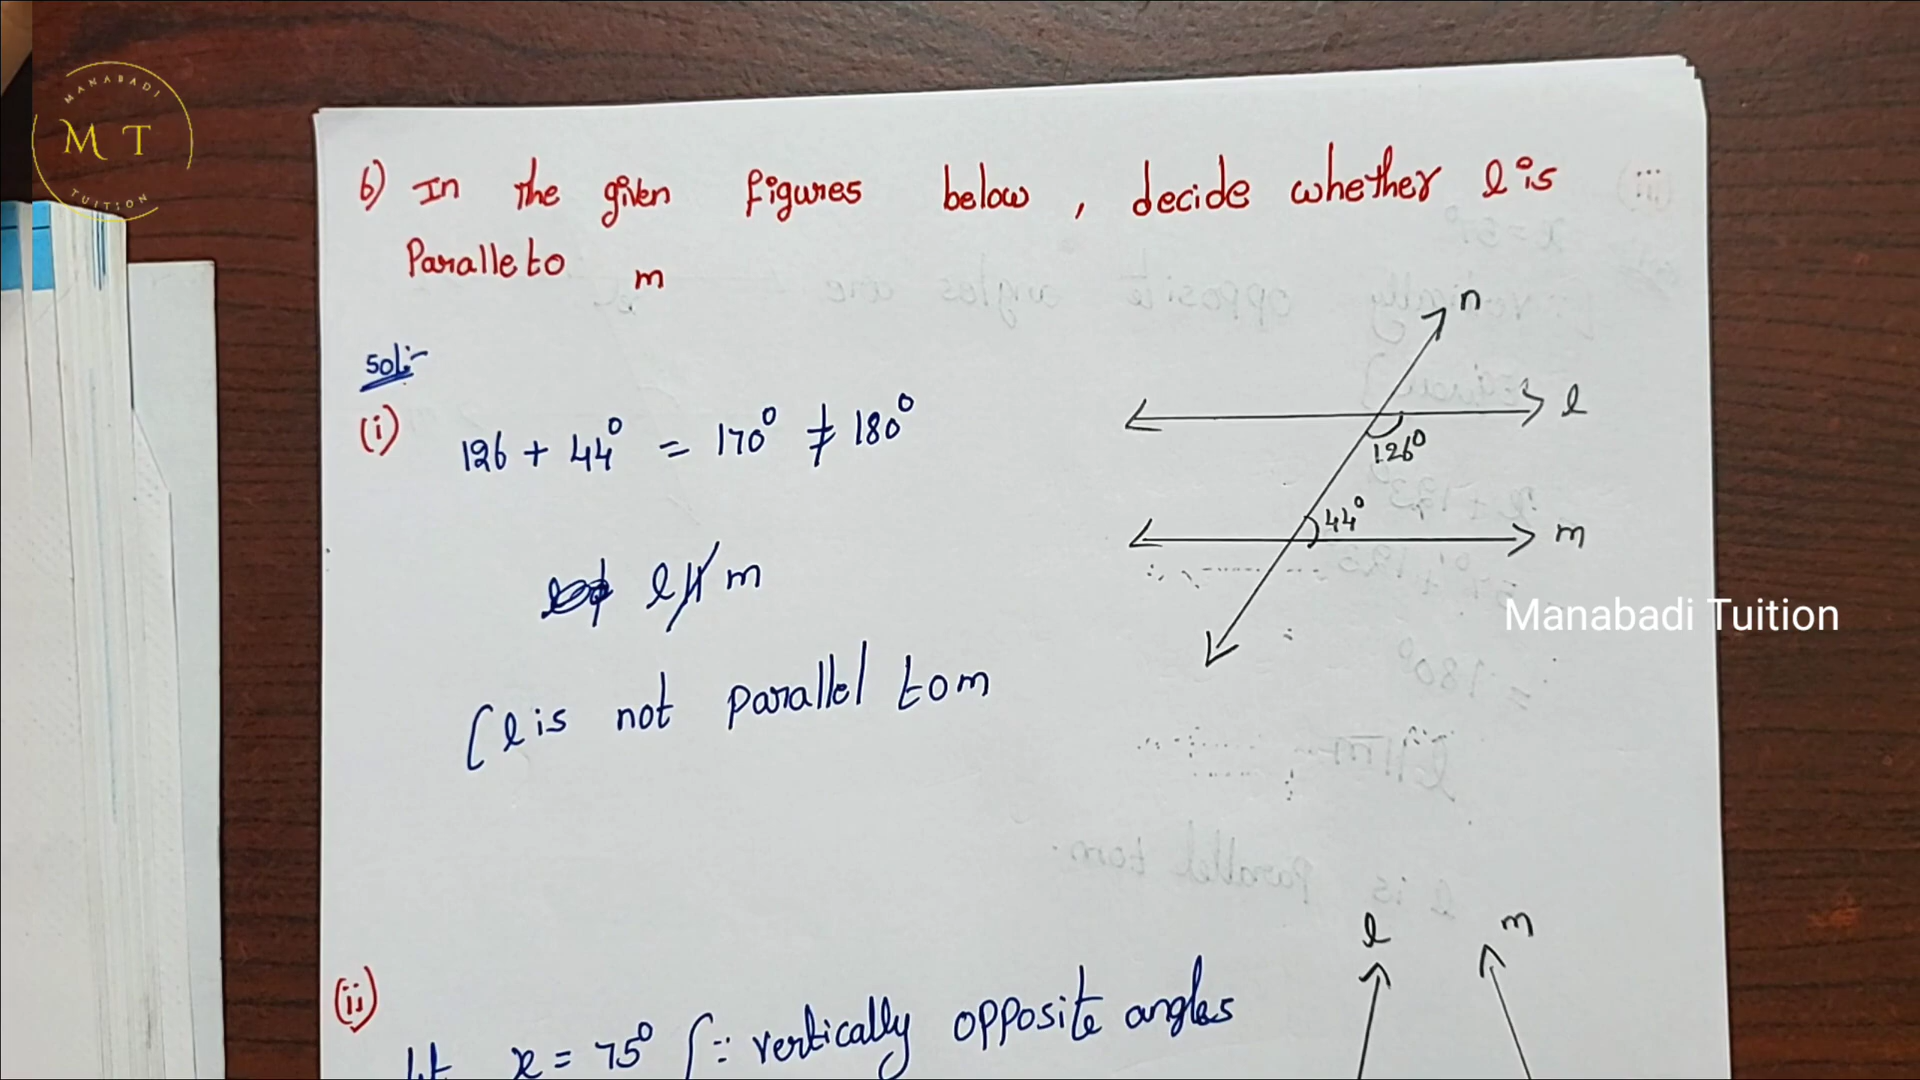 MANABADI
M T
TUITION
6) In the given figures below, decide whether l is
Paralle to m
Sol:-
(i) 126 + 44° = 170° ≠ 180°
l ∦ m
(l is not parallel to m
n
l
126°
44°
m
Manabadi Tuition
l m
(ii)
let x = 75° [∵ vertically opposite angles